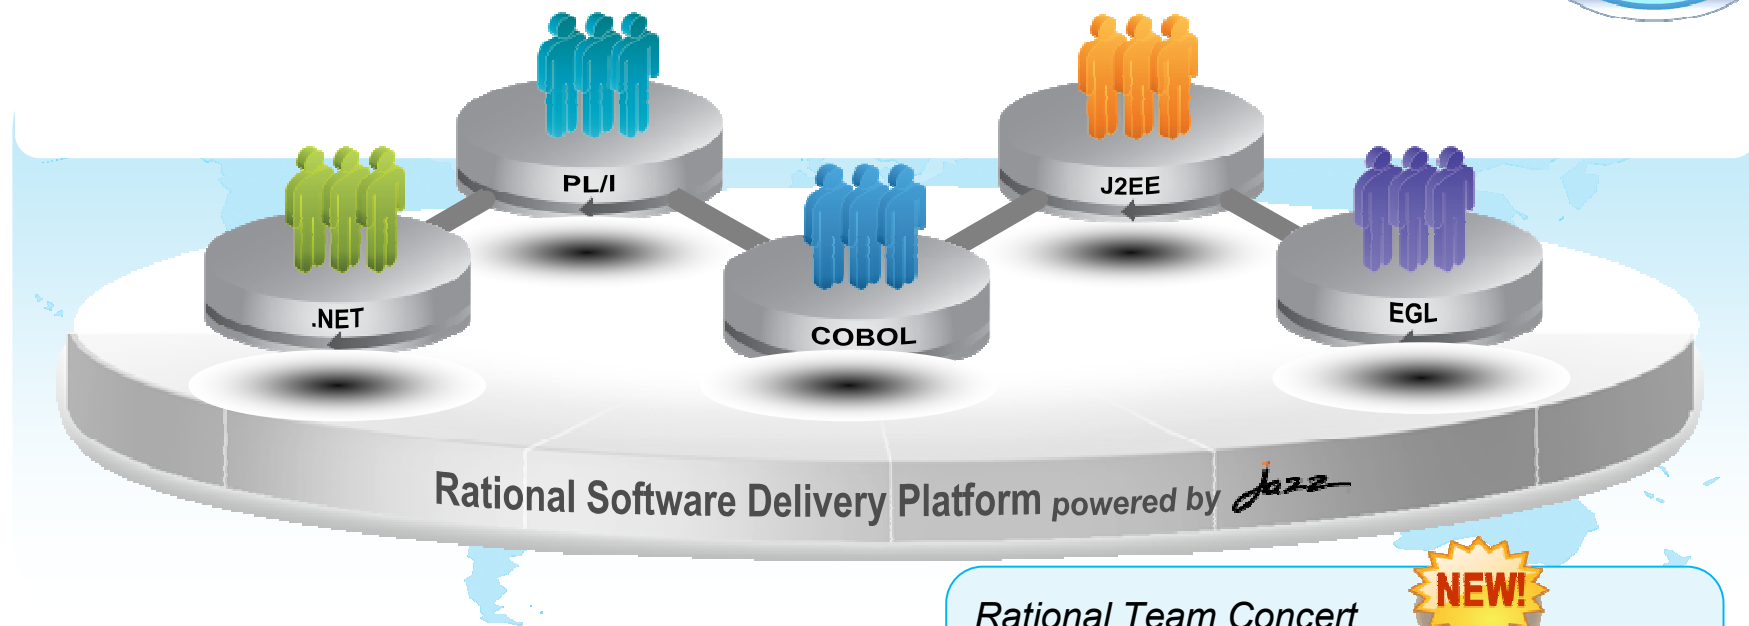 PL/I
J2EE
.NET
COBOL
EGL
Rational Software Delivery Platform powered by Jazz
NEW!
Rational Team Concert